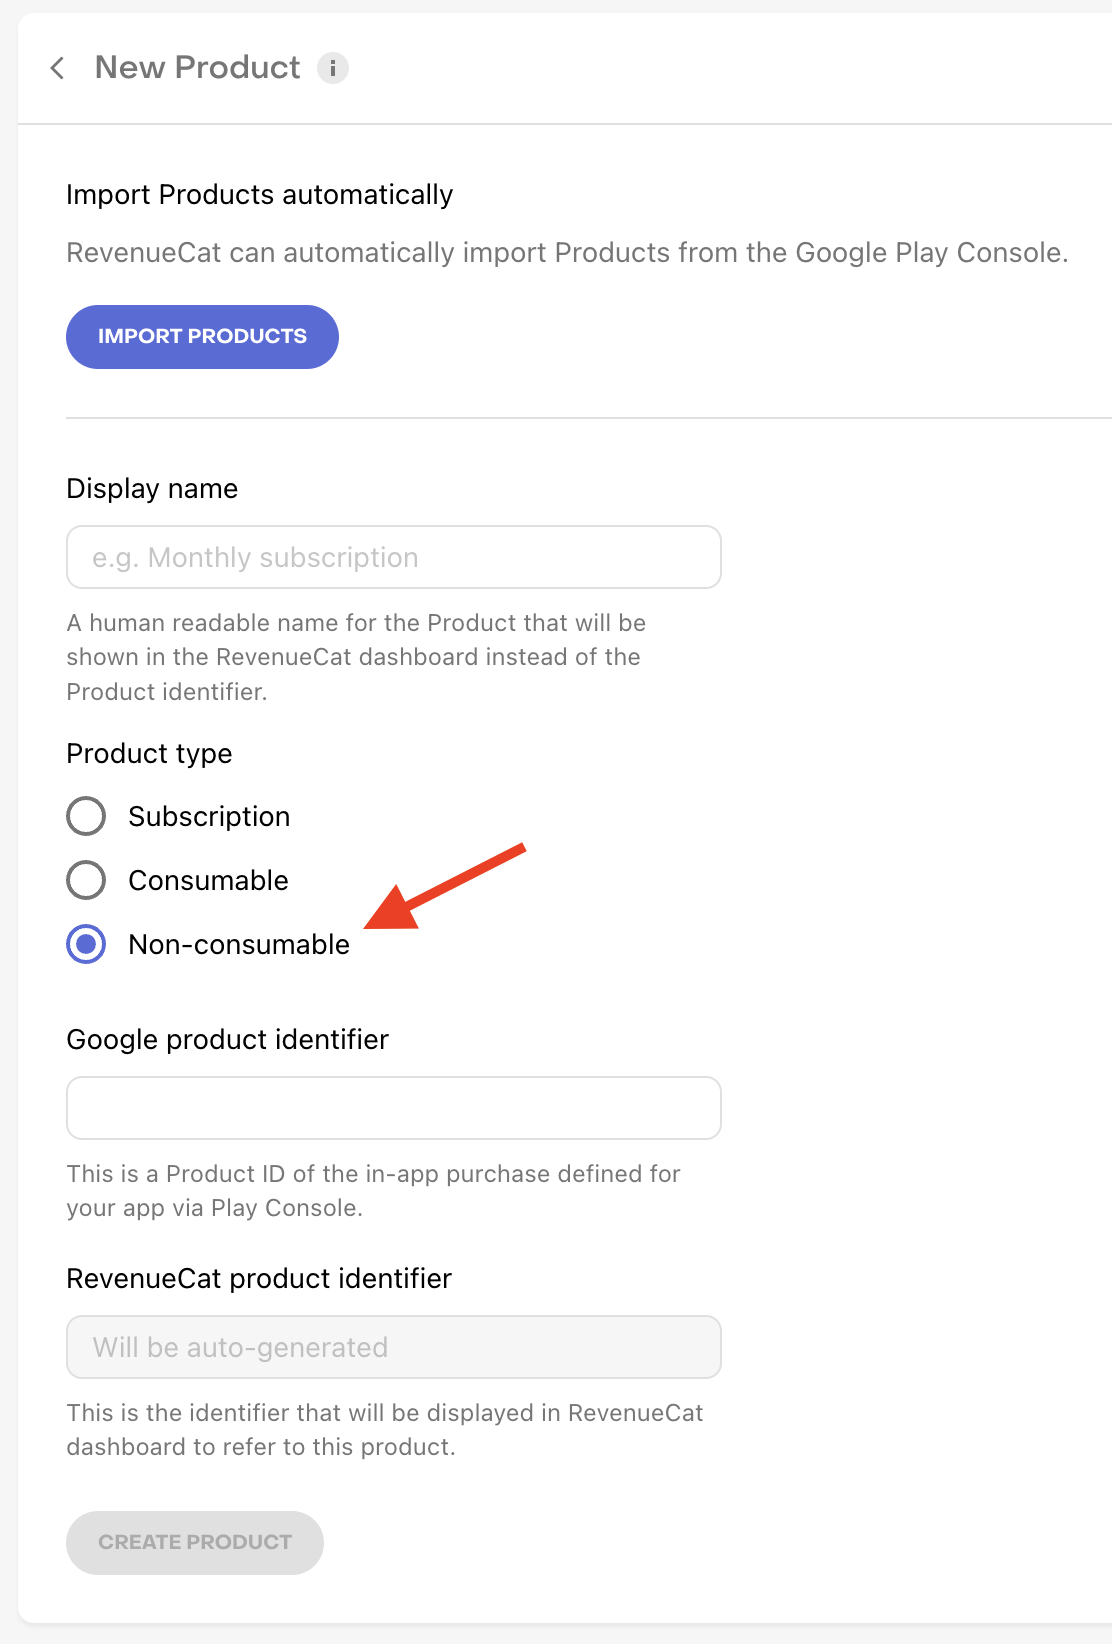 New Product
Import Products automatically
RevenueCat can automatically import Products from the Google Play Console.
IMPORT PRODUCTS
Display name
e.g. Monthly subscription
A human readable name for the Product that will be
shown in the RevenueCat dashboard instead of the
Product identifier.
Product type
Subscription
Consumable
Non-consumable
Google product identifier
This is a Product ID of the in-app purchase defined for
your app via Play Console.
RevenueCat product identifier
Will be auto-generated
This is the identifier that will be displayed in RevenueCat
dashboard to refer to this product.
CREATE PRODUCT